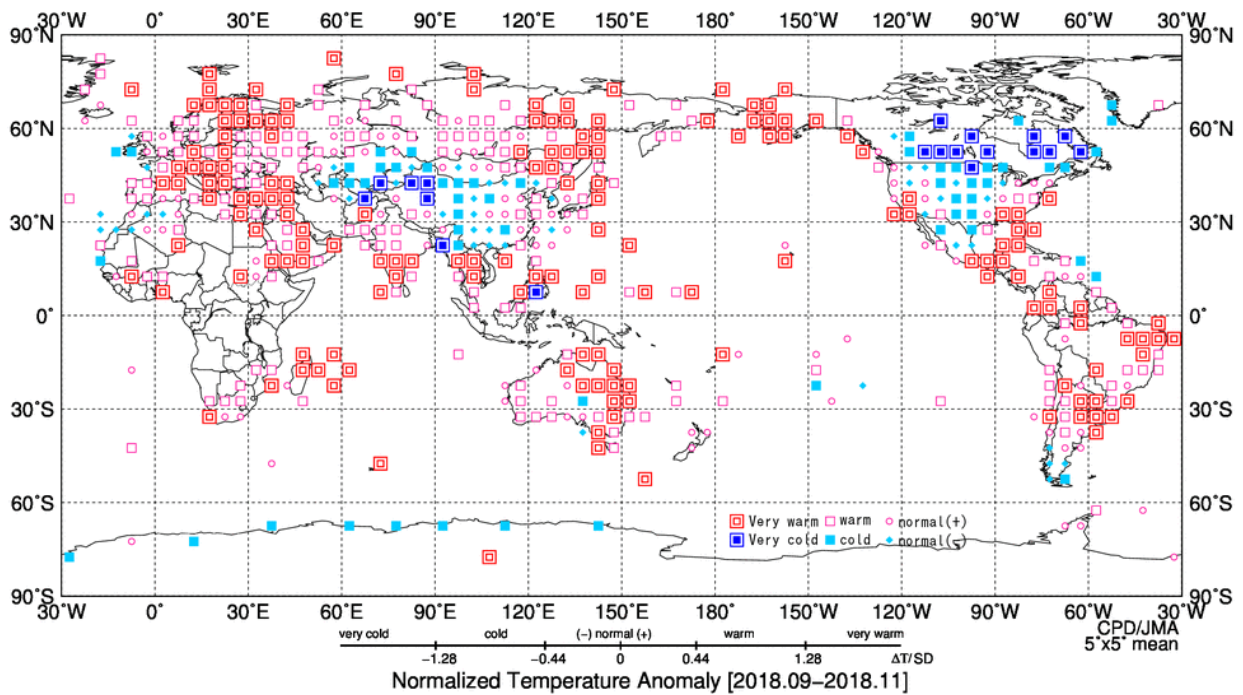 30˚W 0˚ 30˚E 60˚E 90˚E 120˚E 150˚E 180˚ 150˚W 120˚W 90˚W 60˚W 30˚W
90˚N 90˚N
60˚N 60˚N
30˚N 30˚N
0˚ 0˚
30˚S 30˚S
60˚S 60˚S
Very warm warm normal(+)
Very cold cold normal(−)
90˚S 90˚S
30˚W 0˚ 30˚E 60˚E 90˚E 120˚E 150˚E 180˚ 150˚W 120˚W 90˚W 60˚W 30˚W
very cold cold (−) normal (+) warm very warm
CPD/JMA
5˚x5˚ mean
−1.28 −0.44 0 0.44 1.28 ΔT/SD
Normalized Temperature Anomaly [2018.09−2018.11]